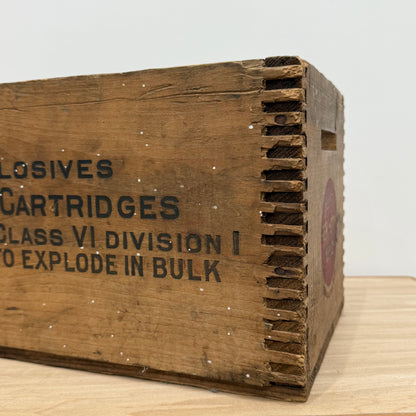 LOSIVES
CARTRIDGES
CLASS VI DIVISION I
TO EXPLODE IN BULK